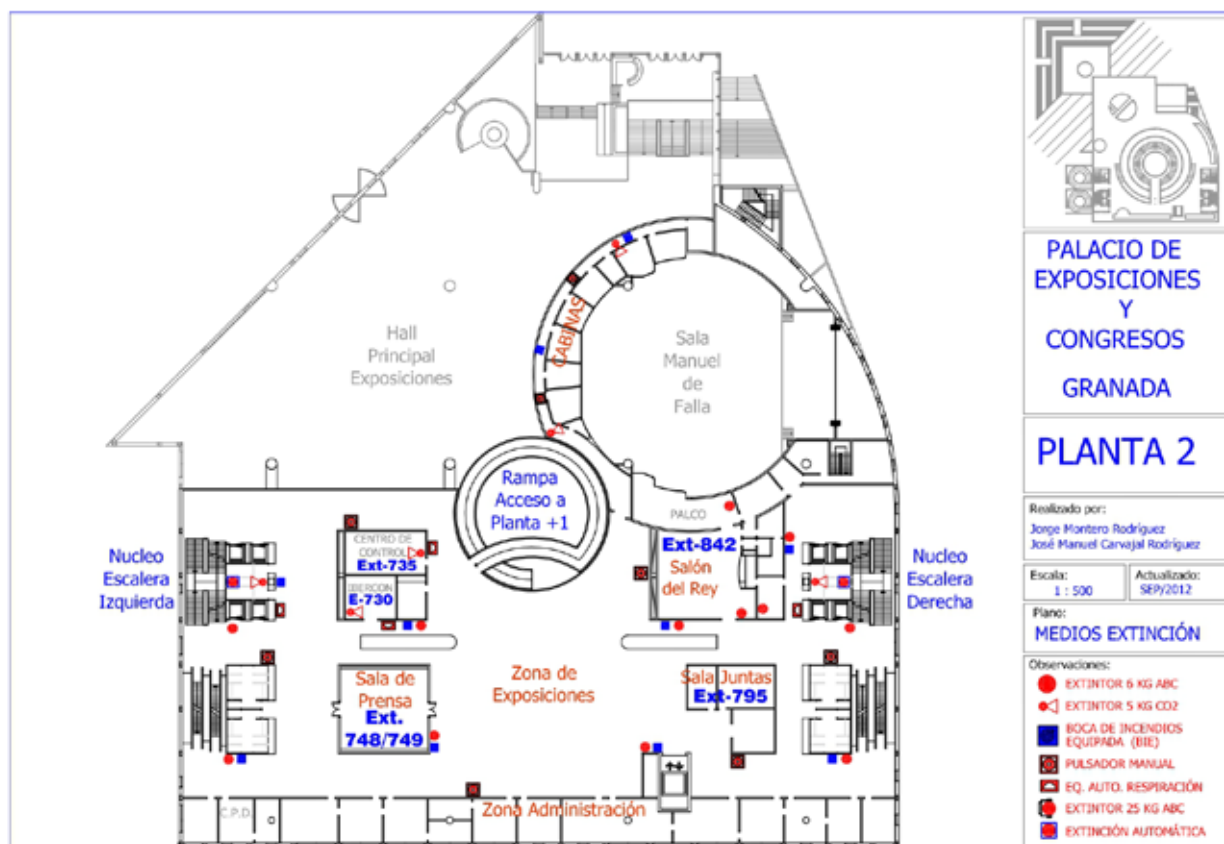 Hall
Principal
Exposiciones
CABINAS
Sala
Manuel
de
Falla
Rampa
Acceso a
Planta +1
PALCO
Nucleo
Escalera
Izquierda
CENTRO DE
CONTROL
Ext-735
IBERCON
E-730
Ext-842
Salón
del Rey
Nucleo
Escalera
Derecha
Sala de
Prensa
Ext.
748/749
Zona de
Exposiciones
Sala Juntas
Ext-795
C.P.D.
Zona Administración
PALACIO DE
EXPOSICIONES
Y
CONGRESOS
GRANADA
PLANTA 2
Realizado por:
Jorge Montero Rodríguez
José Manuel Carvajal Rodríguez
Escala:
1 : 500
Actualizado:
SEP/2012
Plano:
MEDIOS EXTINCIÓN
Observaciones:
EXTINTOR 6 KG ABC
EXTINTOR 5 KG CO2
BOCA DE INCENDIOS
EQUIPADA (BIE)
PULSADOR MANUAL
EQ. AUTO. RESPIRACIÓN
EXTINTOR 25 KG ABC
EXTINCIÓN AUTOMÁTICA